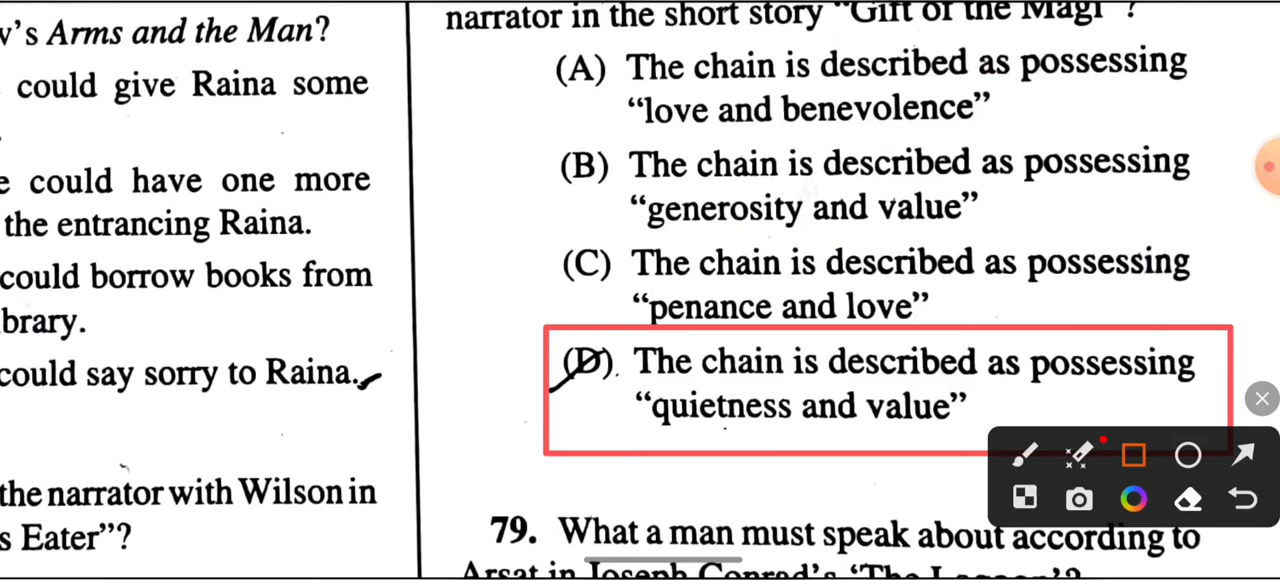 v's Arms and the Man?
could give Raina some
e could have one more
the entrancing Raina.
could borrow books from
brary.
could say sorry to Raina.
the narrator with Wilson in
s Eater”?
narrator in the short story “Gift of the Magi”?
(A) The chain is described as possessing
“love and benevolence”
(B) The chain is described as possessing
“generosity and value”
(C) The chain is described as possessing
“penance and love”
(D). The chain is described as possessing
“quietness and value”
79. What a man must speak about according to
Arsat in Joseph Conrad's ‘The Lagoon’?